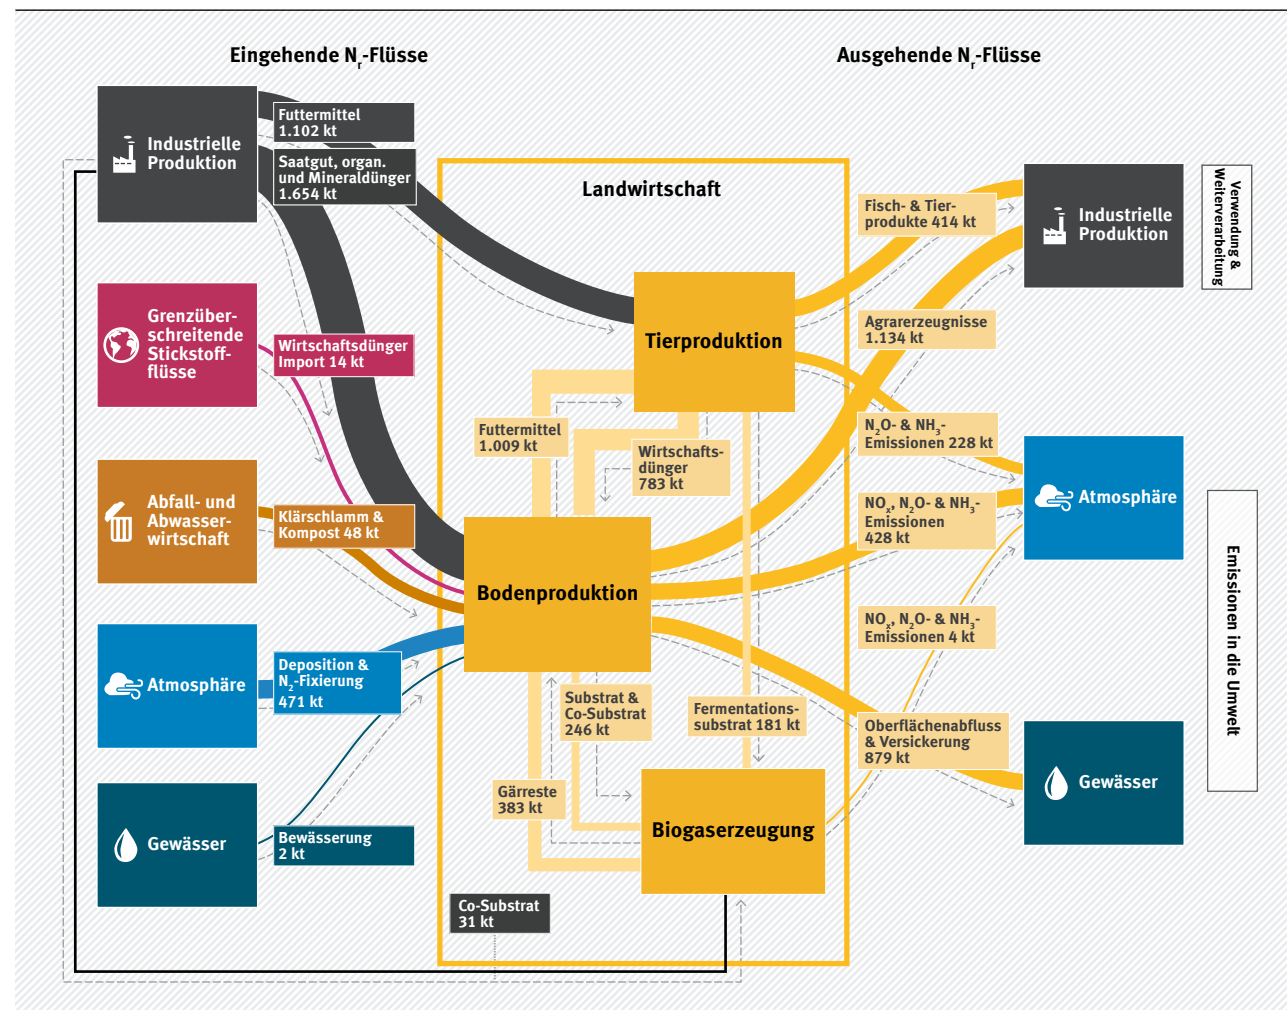 Eingehende Nr-Flüsse
Ausgehende Nr-Flüsse
Industrielle
Produktion
Futtermittel
1.102 kt
Saatgut, organ.
und Mineraldünger
1.654 kt
Grenzüber-
schreitende
Stickstoff-
flüsse
Wirtschaftsdünger
Import 14 kt
Abfall- und
Abwasser-
wirtschaft
Klärschlamm &
Kompost 48 kt
Atmosphäre
Deposition &
N2-Fixierung
471 kt
Gewässer
Bewässerung
2 kt
Landwirtschaft
Tierproduktion
Futtermittel
1.009 kt
Wirtschafts-
dünger
783 kt
Bodenproduktion
Substrat &
Co-Substrat
246 kt
Fermentations-
substrat 181 kt
Gärreste
383 kt
Biogaserzeugung
Co-Substrat
31 kt
Fisch- & Tier-
produkte 414 kt
Agrarerzeugnisse
1.134 kt
N2O- & NH3-
Emissionen 228 kt
NOx, N2O- & NH3-
Emissionen
428 kt
NOx, N2O- & NH3-
Emissionen 4 kt
Oberflächenabfluss
& Versickerung
879 kt
Industrielle
Produktion
Atmosphäre
Gewässer
Verwendung &
Weiterverarbeitung
Emissionen in die Umwelt